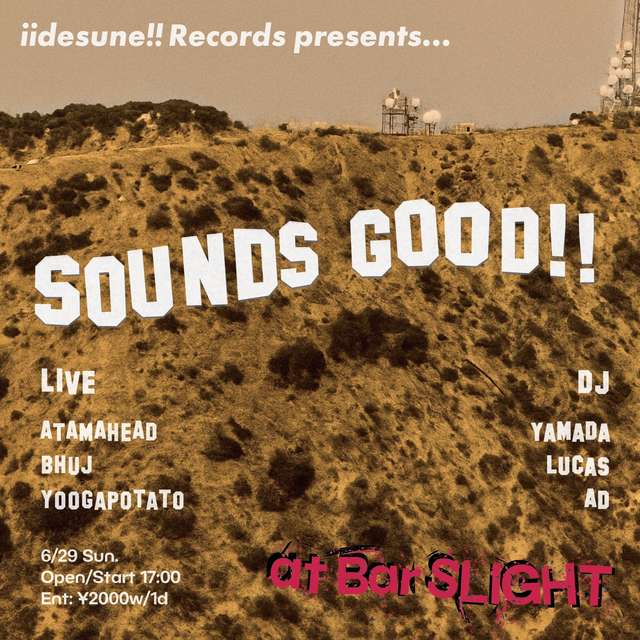 iidesune!! Records presents...
SOUNDS GOOD!!
LIVE
ATAMAHEAD
BHUJ
YOOGAPOTATO
DJ
YAMADA
LUCAS
AD
6/29 Sun.
Open/Start 17:00
Ent: ¥2000w/1d
at Bar SLIGHT